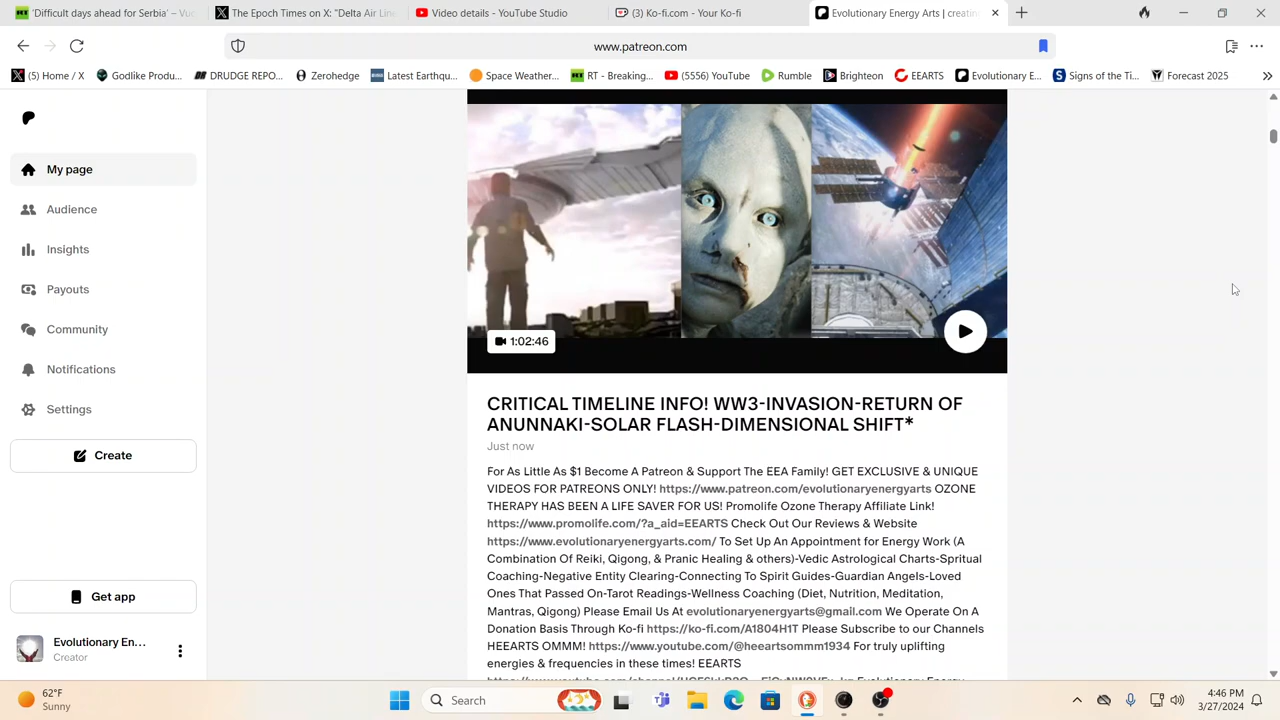 'Difficult days ahead for Serbia' – Vu
The Epoch Times on X: "Delta Air Line
Video details - YouTube Studio
(3) Ko-fi.com - Your Ko-fi
Evolutionary Energy Arts | creatin
www.patreon.com
(5) Home / X
Godlike Produ...
DRUDGE REPO...
Zerohedge
Latest Earthqu...
Space Weather...
RT - Breaking...
(5556) YouTube
Rumble
Brighteon
EEARTS
Evolutionary E...
Signs of the Ti...
Forecast 2025
My page
Audience
Insights
Payouts
Community
Notifications
Settings
Create
Get app
Evolutionary En...
Creator
1:02:46
CRITICAL TIMELINE INFO! WW3-INVASION-RETURN OF
ANUNNAKI-SOLAR FLASH-DIMENSIONAL SHIFT*
Just now
For As Little As $1 Become A Patreon & Support The EEA Family! GET EXCLUSIVE & UNIQUE
VIDEOS FOR PATREONS ONLY! https://www.patreon.com/evolutionaryenergyarts OZONE
THERAPY HAS BEEN A LIFE SAVER FOR US! Promolife Ozone Therapy Affiliate Link!
https://www.promolife.com/?a_aid=EEARTS Check Out Our Reviews & Website
https://www.evolutionaryenergyarts.com/ To Set Up An Appointment for Energy Work (A
Combination Of Reiki, Qigong, & Pranic Healing & others)-Vedic Astrological Charts-Spritual
Coaching-Negative Entity Clearing-Connecting To Spirit Guides-Guardian Angels-Loved
Ones That Passed On-Tarot Readings-Wellness Coaching (Diet, Nutrition, Meditation,
Mantras, Qigong) Please Email Us At evolutionaryenergyarts@gmail.com We Operate On A
Donation Basis Through Ko-fi https://ko-fi.com/A1804H1T Please Subscribe to our Channels
HEEARTS OMMM! https://www.youtube.com/@heeartsommm1934 For truly uplifting
energies & frequencies in these times! EEARTS
62°F
Sunny
Search
4:46 PM
3/27/2024